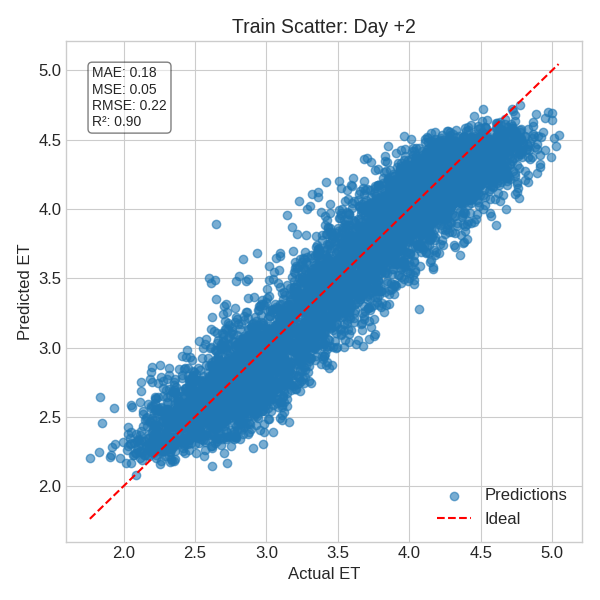 Train Scatter: Day +2
MAE: 0.18
MSE: 0.05
RMSE: 0.22
R²: 0.90
Predicted ET
5.0
4.5
4.0
3.5
3.0
2.5
2.0
Predictions
Ideal
2.0 2.5 3.0 3.5 4.0 4.5 5.0
Actual ET